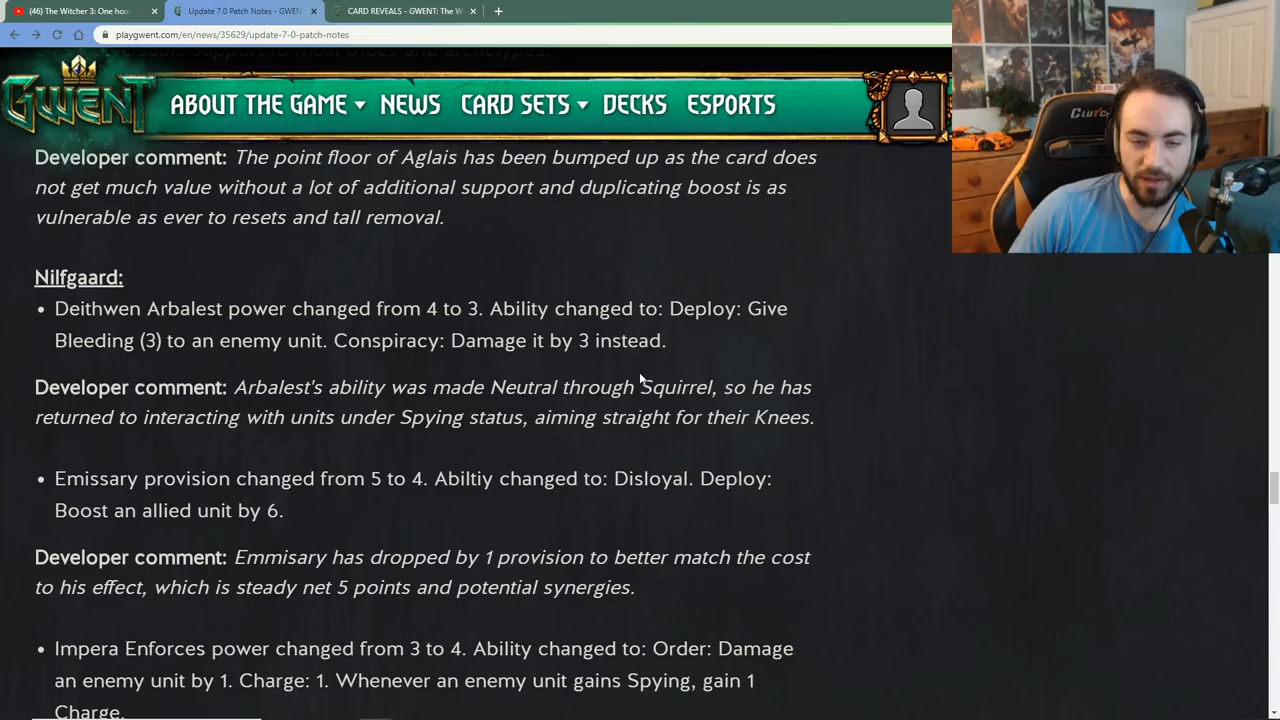 (46) The Witcher 3: One hou
Update 7.0 Patch Notes - GWENT
CARD REVEALS - GWENT: The W
playgwent.com/en/news/35629/update-7-0-patch-notes
GWENT
ABOUT THE GAME
NEWS
CARD SETS
DECKS
ESPORTS
CLUTCH
Developer comment: The point floor of Aglais has been bumped up as the card does
not get much value without a lot of additional support and duplicating boost is as
vulnerable as ever to resets and tall removal.
Nilfgaard:
• Deithwen Arbalest power changed from 4 to 3. Ability changed to: Deploy: Give
Bleeding (3) to an enemy unit. Conspiracy: Damage it by 3 instead.
Developer comment: Arbalest's ability was made Neutral through Squirrel, so he has
returned to interacting with units under Spying status, aiming straight for their Knees.
• Emissary provision changed from 5 to 4. Abiltiy changed to: Disloyal. Deploy:
Boost an allied unit by 6.
Developer comment: Emmisary has dropped by 1 provision to better match the cost
to his effect, which is steady net 5 points and potential synergies.
• Impera Enforces power changed from 3 to 4. Ability changed to: Order: Damage
an enemy unit by 1. Charge: 1. Whenever an enemy unit gains Spying, gain 1
Charge.